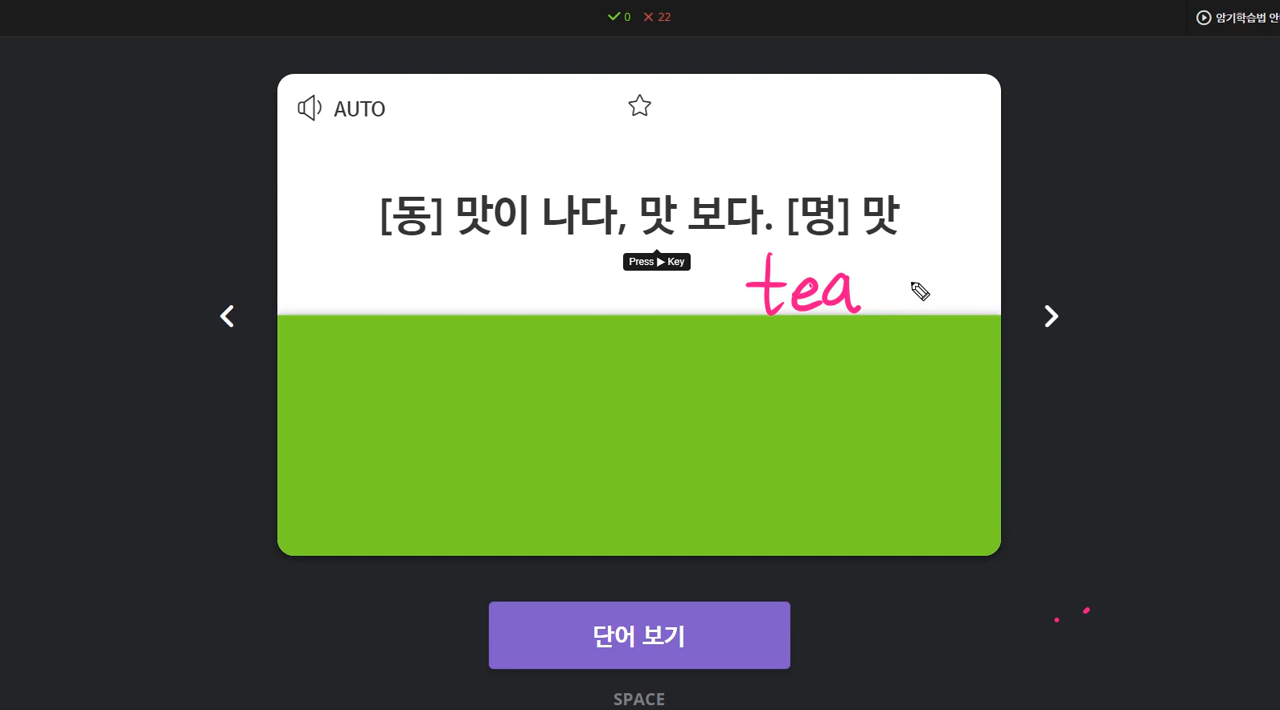 0 22
암기학습법 안
AUTO
[동] 맛이 나다, 맛 보다. [명] 맛
Press ▶ Key
tea
단어 보기
SPACE